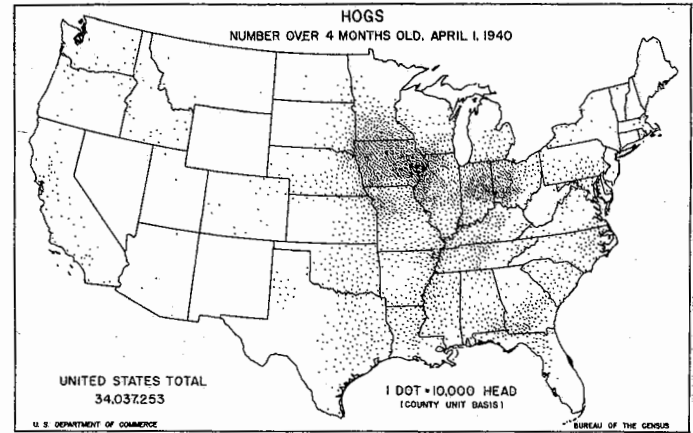 HOGS
NUMBER OVER 4 MONTHS OLD, APRIL 1, 1940
UNITED STATES TOTAL
34,037,253
1 DOT = 10,000 HEAD
(COUNTY UNIT BASIS)
U. S. DEPARTMENT OF COMMERCE
BUREAU OF THE CENSUS